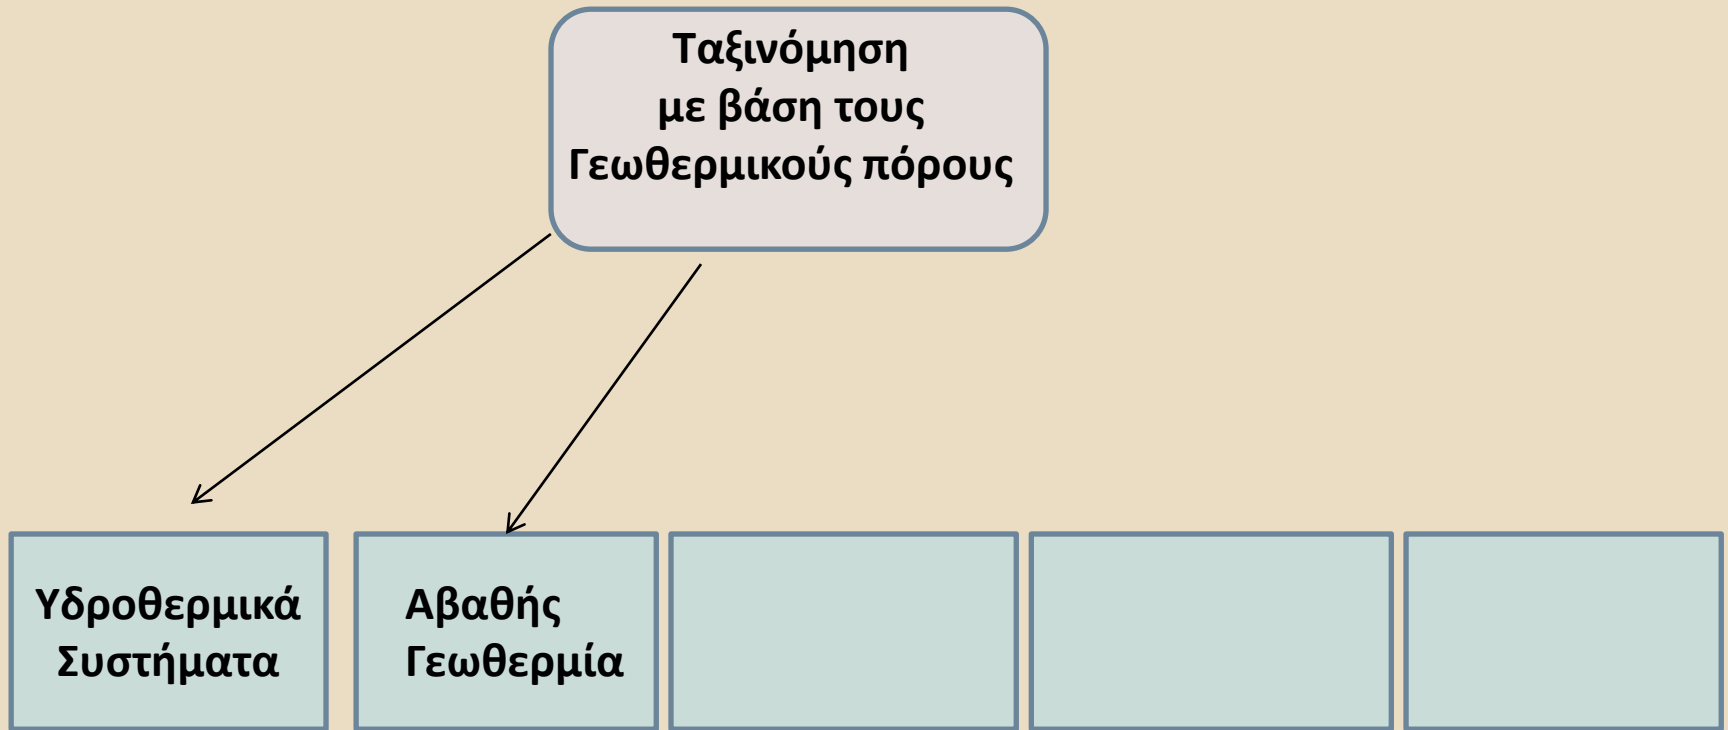 Ταξινόμηση
με βάση τους
Γεωθερμικούς πόρους
Υδροθερμικά
Συστήματα
Αβαθής
Γεωθερμία